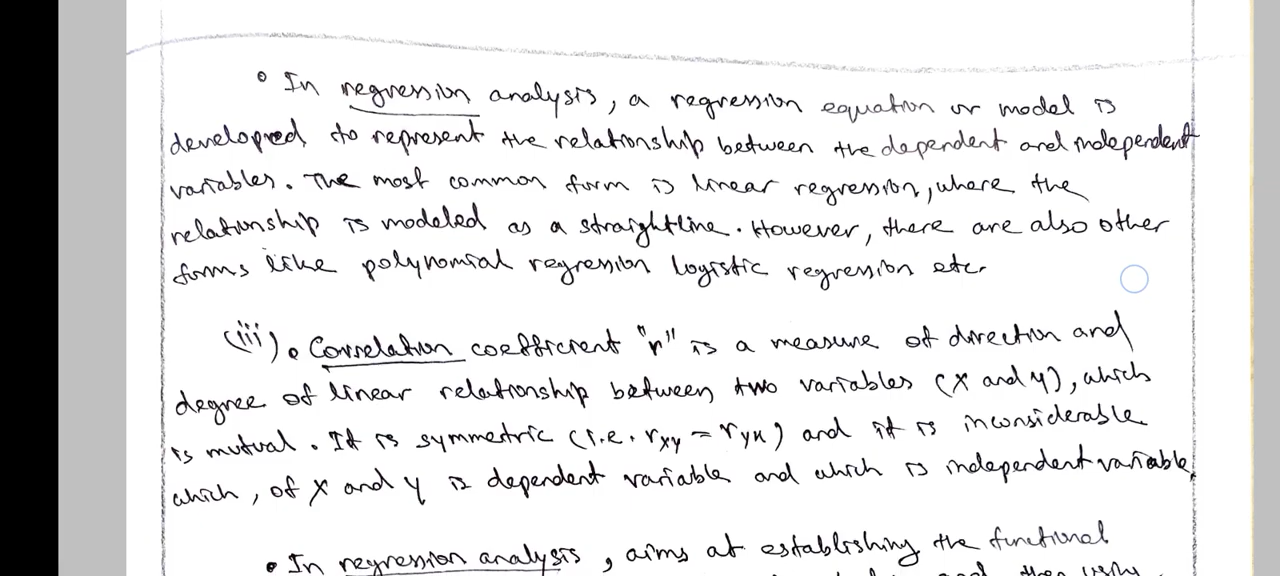 • In regression analysis, a regression equation or model is
developed to represent the relationship between the dependent and independent
variables. The most common form is linear regression, where the
relationship is modeled as a straightline. However, there are also other
forms like polynomial regression logistic regression etc.
(iii). • Correlation coefficient "r" is a measure of direction and
degree of linear relationship between two variables (x and y), which
is mutual. It is symmetric (i.e. rxy = ryx) and it is inconsiderable
which, of x and y is dependent variable and which is independent variable.
• In regression analysis, aims at establishing the functional
and then using